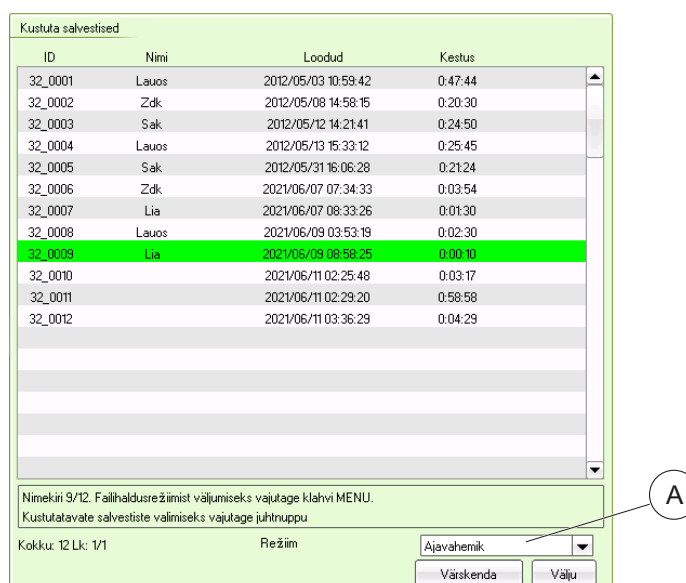 Kustuta salvestised
ID Nimi Loodud Kestus
32_0001 Lauos 2012/05/03 10:59:42 0:47:44
32_0002 Zdk 2012/05/08 14:58:15 0:20:30
32_0003 Sak 2012/05/12 14:21:41 0:24:50
32_0004 Lauos 2012/05/13 15:33:12 0:25:45
32_0005 Sak 2012/05/31 16:06:28 0:21:24
32_0006 Zdk 2021/06/07 07:34:33 0:03:54
32_0007 Lia 2021/06/07 08:33:26 0:01:30
32_0008 Lauos 2021/06/09 03:53:19 0:02:30
32_0009 Lia 2021/06/09 08:58:25 0:00:10
32_0010 2021/06/11 02:25:48 0:03:17
32_0011 2021/06/11 02:29:20 0:58:58
32_0012 2021/06/11 03:36:29 0:04:29
Nimekiri 9/12. Failihaldusrežiimist väljumiseks vajutage klahvi MENU.
Kustutatavate salvestiste valimiseks vajutage juhtnuppu
A
Kokku: 12 Lk: 1/1 Režiim Ajavahemik
Värskenda Välju